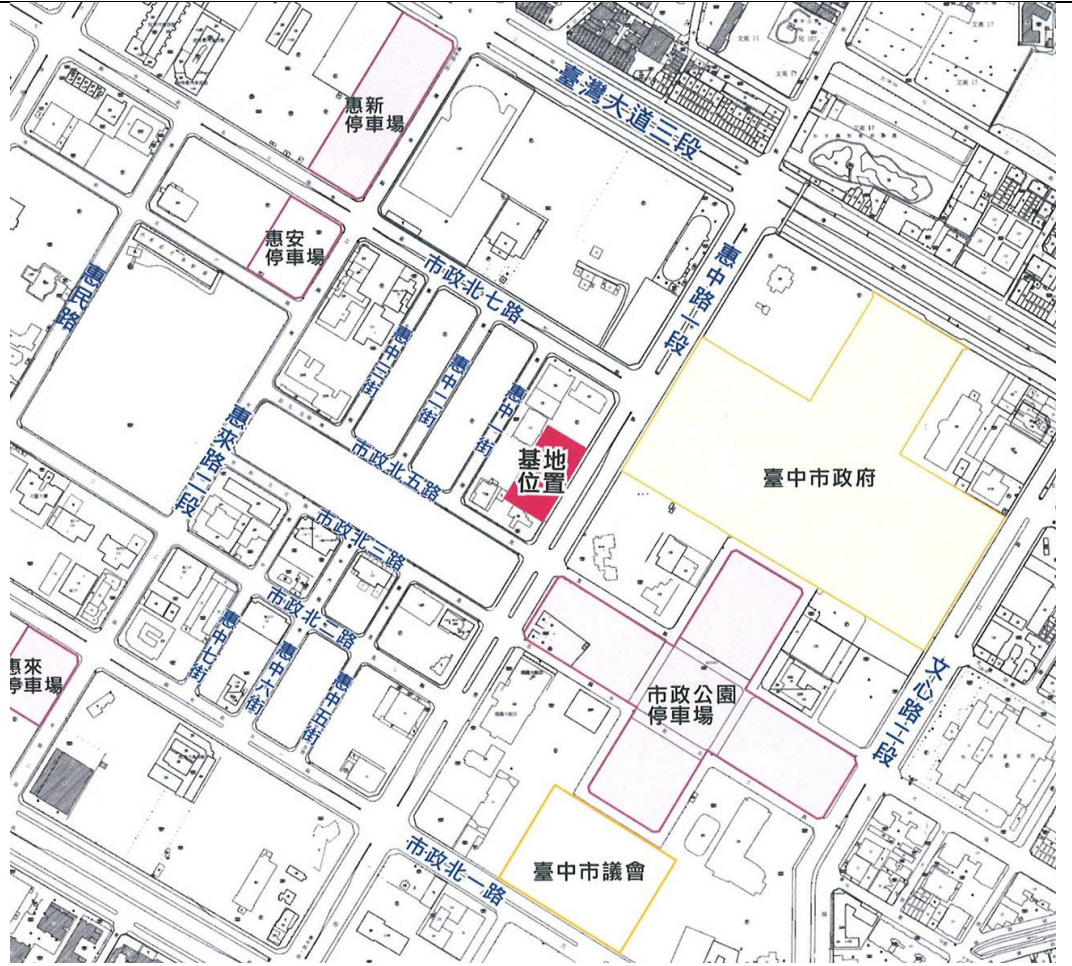 臺灣大道三段
惠新
停車場
惠安
停車場
惠民路
市政北七路
惠中路一段
惠中三街
惠中二街
惠中一街
惠來路二段
市政北五路
基地
位置
臺中市政府
市政北三路
市政北二路
惠中七街
惠中六街
惠中五街
惠來
停車場
市政公園
停車場
文心路二段
臺中市議會
市政北一路